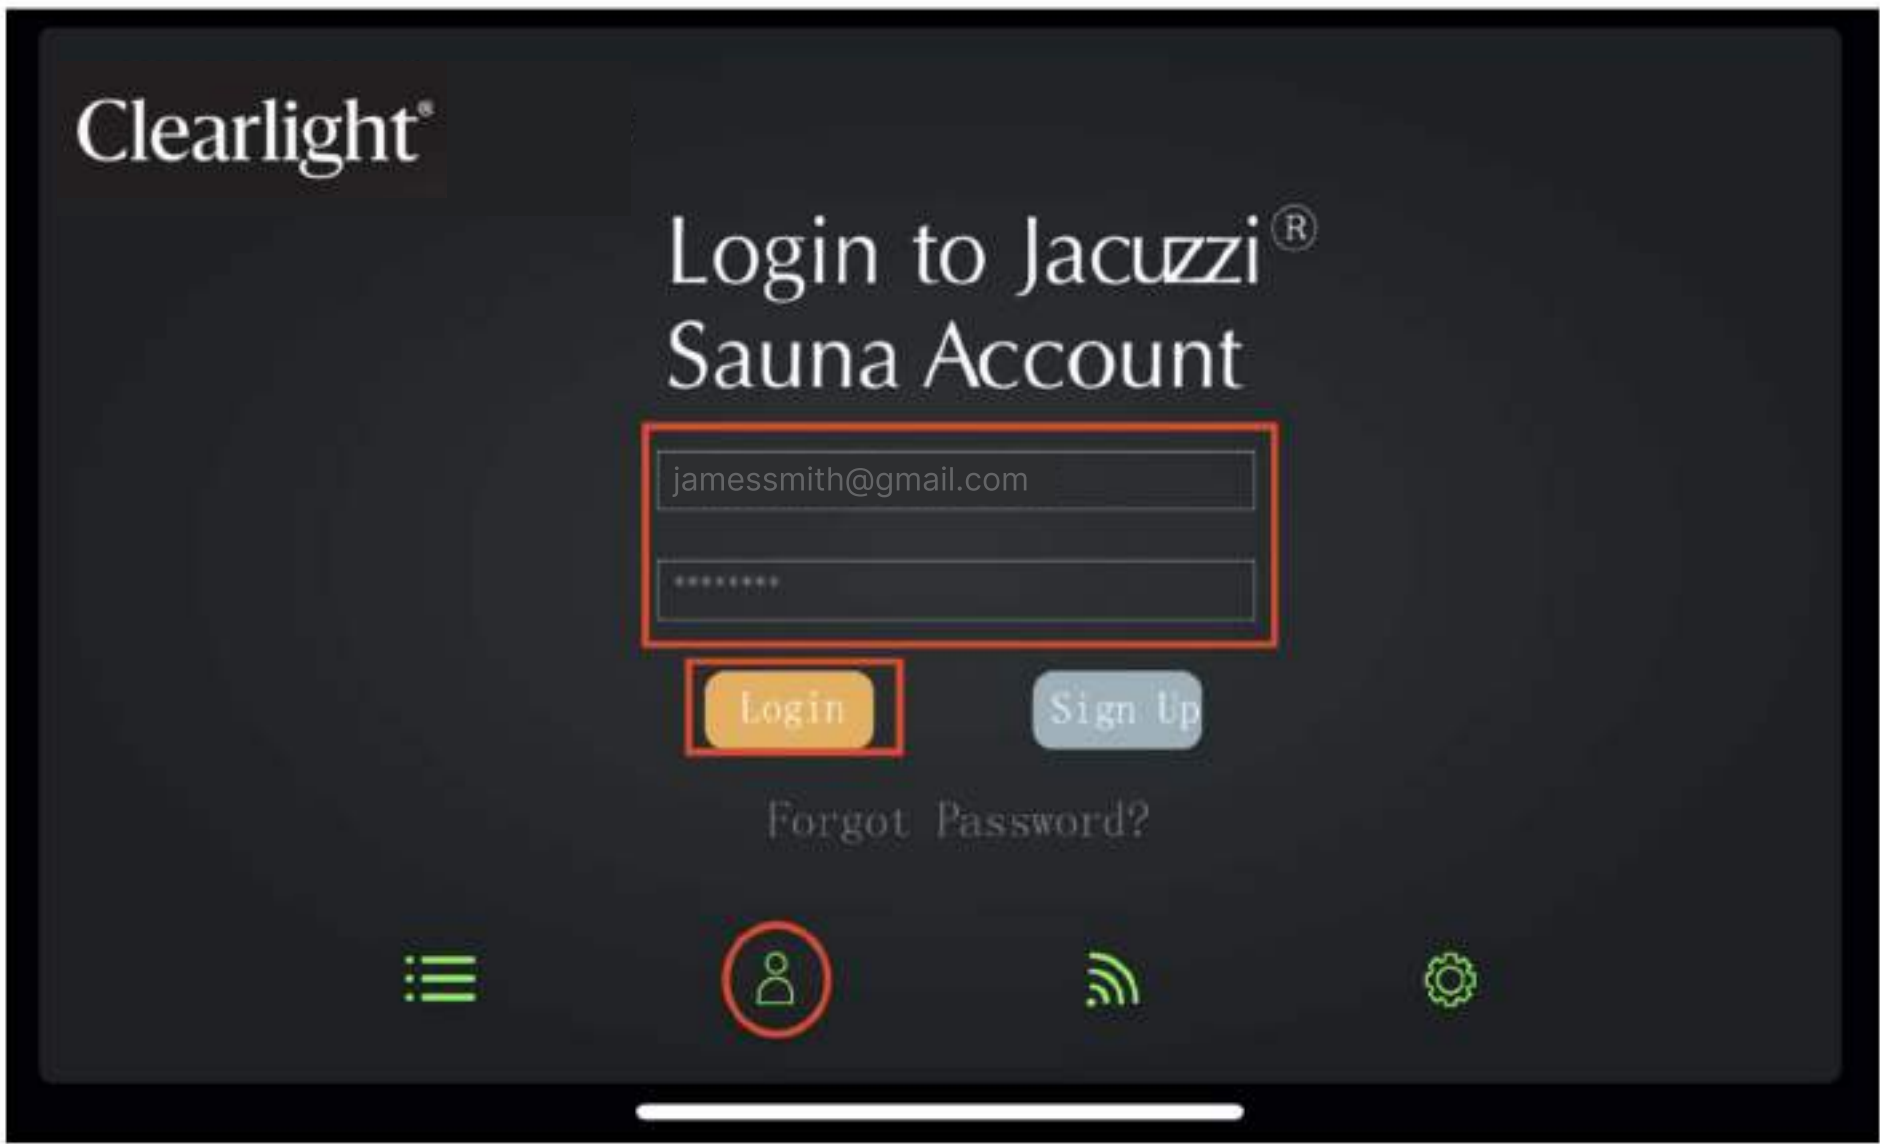 Clearlight®
Login to Jacuzzi®
Sauna Account
jamessmith@gmail.com
********
Login
Sign Up
Forgot Password?